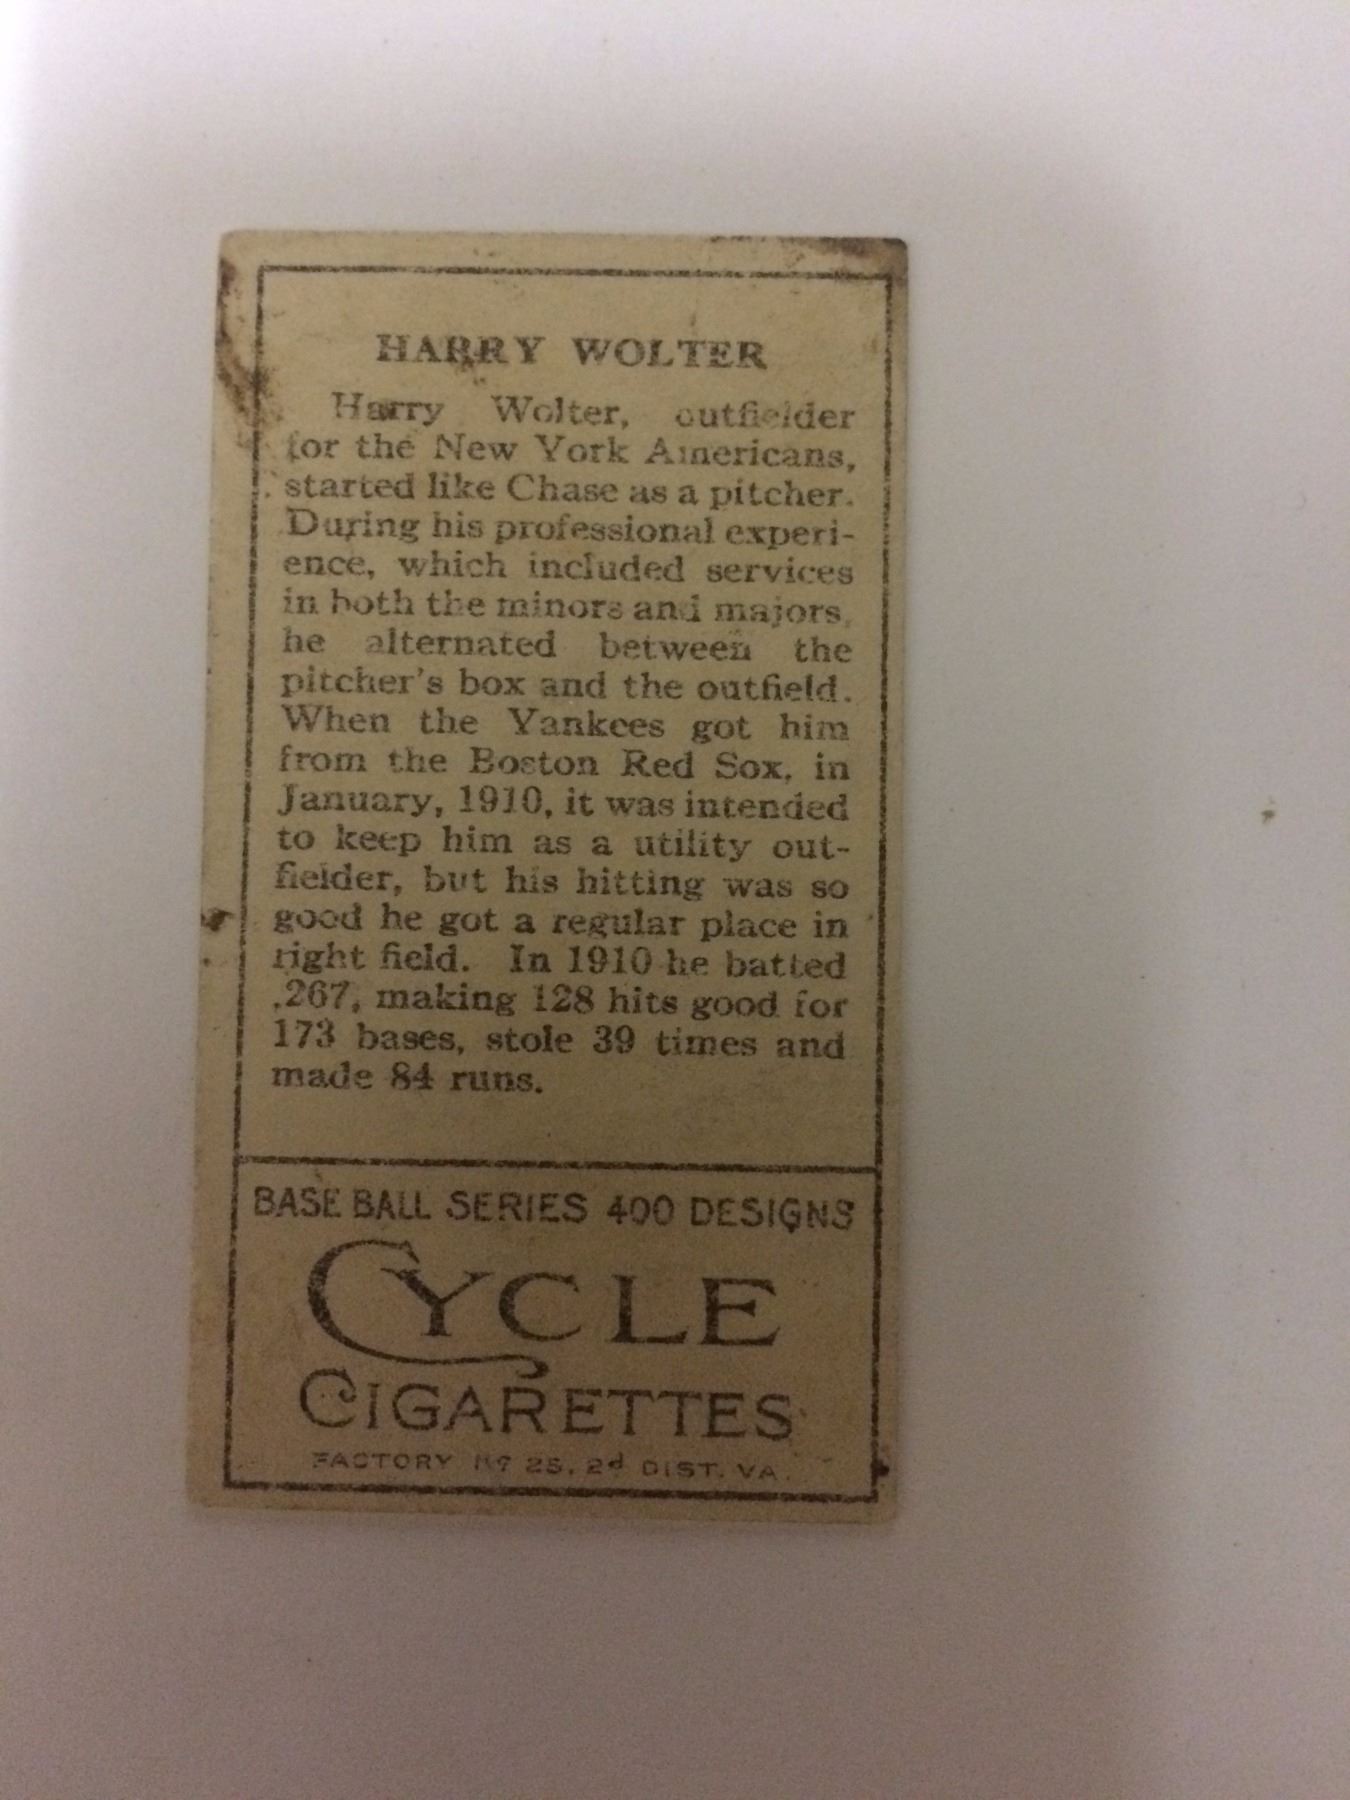 HARRY WOLTER
Harry Wolter, outfielder
for the New York Americans,
started like Chase as a pitcher.
During his professional experi-
ence, which included services
in both the minors and majors,
he alternated between the
pitcher's box and the outfield.
When the Yankees got him
from the Boston Red Sox, in
January, 1910, it was intended
to keep him as a utility out-
fielder, but his hitting was so
good he got a regular place in
right field. In 1910 he batted
.267, making 128 hits good for
173 bases, stole 39 times and
made 84 runs.
BASE BALL SERIES 400 DESIGNS
CYCLE
CIGARETTES
FACTORY Nº 25, 2d DIST. VA.